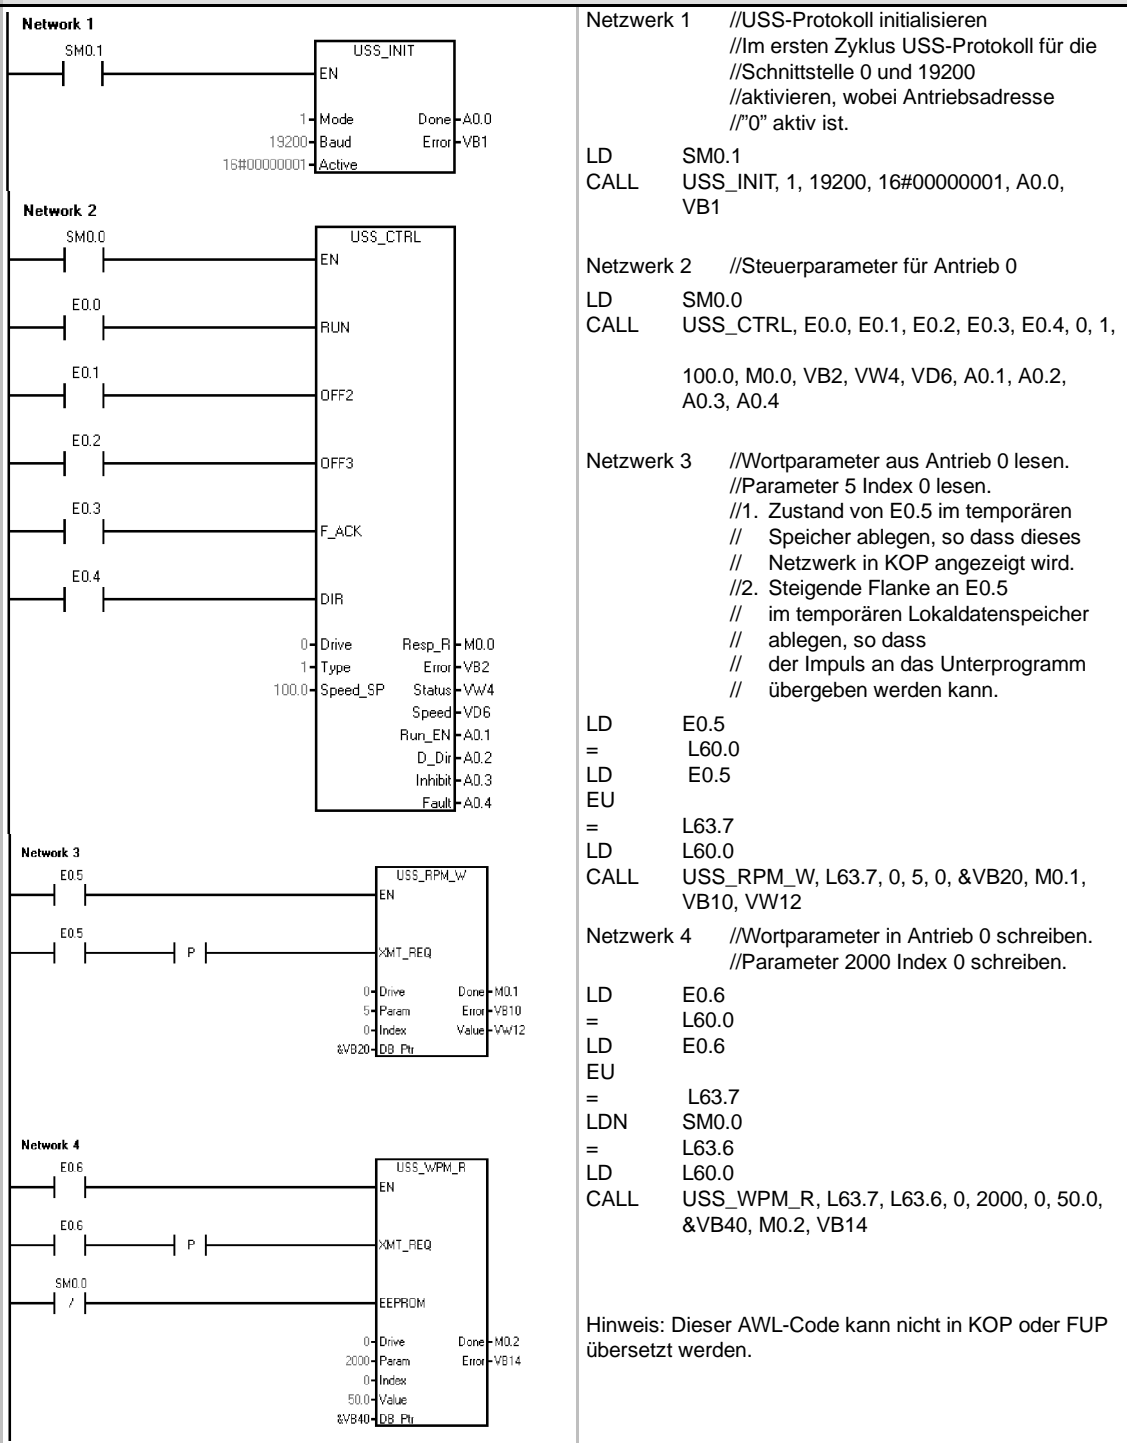 Network 1
SM0.1
USS_INIT
EN
1 Mode Done A0.0
19200 Baud Error VB1
16#00000001 Active
Network 2
SM0.0
USS_CTRL
EN
E0.0
RUN
E0.1
OFF2
E0.2
OFF3
E0.3
F_ACK
E0.4
DIR
0 Drive Resp_R M0.0
1 Type Error VB2
100.0 Speed_SP Status VW4
Speed VD6
Run_EN A0.1
D_Dir A0.2
Inhibit A0.3
Fault A0.4
Network 3
E0.5
USS_RPM_W
EN
E0.5
P
XMT_REQ
0 Drive Done M0.1
5 Param Error VB10
0 Index Value VW12
&VB20 DB_Ptr
Network 4
E0.6
USS_WPM_R
EN
E0.6
P
XMT_REQ
SM0.0
/
EEPROM
0 Drive Done M0.2
2000 Param Error VB14
0 Index
50.0 Value
&VB40 DB_Ptr
Netzwerk 1 //USS-Protokoll initialisieren
//Im ersten Zyklus USS-Protokoll für die
//Schnittstelle 0 und 19200
//aktivieren, wobei Antriebsadresse
//”0” aktiv ist.
LD SM0.1
CALL USS_INIT, 1, 19200, 16#00000001, A0.0,
VB1
Netzwerk 2 //Steuerparameter für Antrieb 0
LD SM0.0
CALL USS_CTRL, E0.0, E0.1, E0.2, E0.3, E0.4, 0, 1,
100.0, M0.0, VB2, VW4, VD6, A0.1, A0.2,
A0.3, A0.4
Netzwerk 3 //Wortparameter aus Antrieb 0 lesen.
//Parameter 5 Index 0 lesen.
//1. Zustand von E0.5 im temporären
// Speicher ablegen, so dass dieses
// Netzwerk in KOP angezeigt wird.
//2. Steigende Flanke an E0.5
// im temporären Lokaldatenspeicher
// ablegen, so dass
// der Impuls an das Unterprogramm
// übergeben werden kann.
LD E0.5
= L60.0
LD E0.5
EU
= L63.7
LD L60.0
CALL USS_RPM_W, L63.7, 0, 5, 0, &VB20, M0.1,
VB10, VW12
Netzwerk 4 //Wortparameter in Antrieb 0 schreiben.
//Parameter 2000 Index 0 schreiben.
LD E0.6
= L60.0
LD E0.6
EU
= L63.7
LDN SM0.0
= L63.6
LD L60.0
CALL USS_WPM_R, L63.7, L63.6, 0, 2000, 0, 50.0,
&VB40, M0.2, VB14
Hinweis: Dieser AWL-Code kann nicht in KOP oder FUP
übersetzt werden.